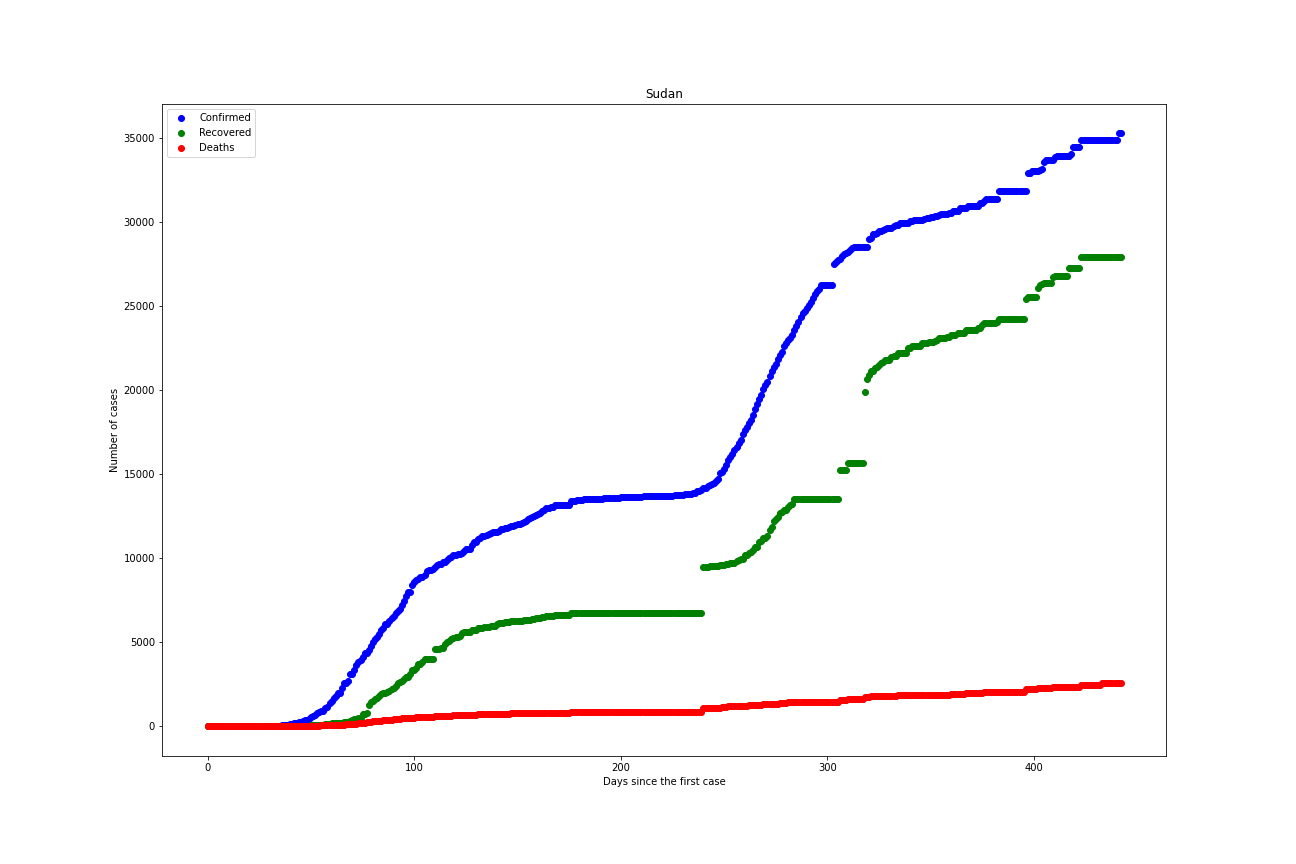 Sudan
Confirmed
Recovered
Deaths
35000
30000
25000
20000
15000
10000
5000
0
Number of cases
0 100 200 300 400
Days since the first case